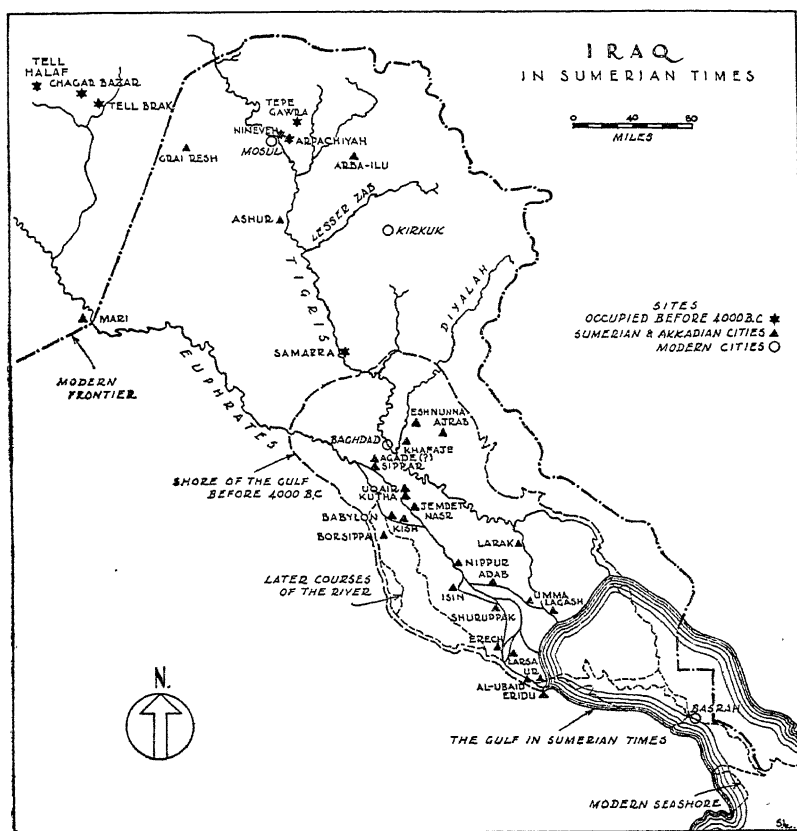 IRAQ
IN SUMERIAN TIMES
0 60
MILES
TELL
HALAF
CHAGAR BAZAR
TELL BRAK
TEPE
GAWRA
NINEVEH
ARPACHIYAH
MOSUL
GRAI RESH
ARBA-ILU
ASHUR
LESSER ZAB
KIRKUK
TIGRIS
DIYALAH
SITES
OCCUPIED BEFORE 4000 B.C
SUMERIAN & AKKADIAN CITIES
MODERN CITIES
MARI
MODERN
FRONTIER
SAMARRA
EUPHRATES
ESHNUNNA
AJRAB
BAGHDAD
KHAFAJE
AGADE (?)
SIPPAR
SHORE OF THE GULF
BEFORE 4000 B.C
UQAIR
KUTHA
JEMDET
NASR
BABYLON
KISH
BORSIPPA
LARAK
NIPPUR
ADAB
LATER COURSES
OF THE RIVER
ISIN
UMMA
LAGASH
SHURUPPAK
ERECH
LARSA
UR
AL-UBAID
ERIDU
N.
BASRAH
THE GULF IN SUMERIAN TIMES
MODERN SEASHORE